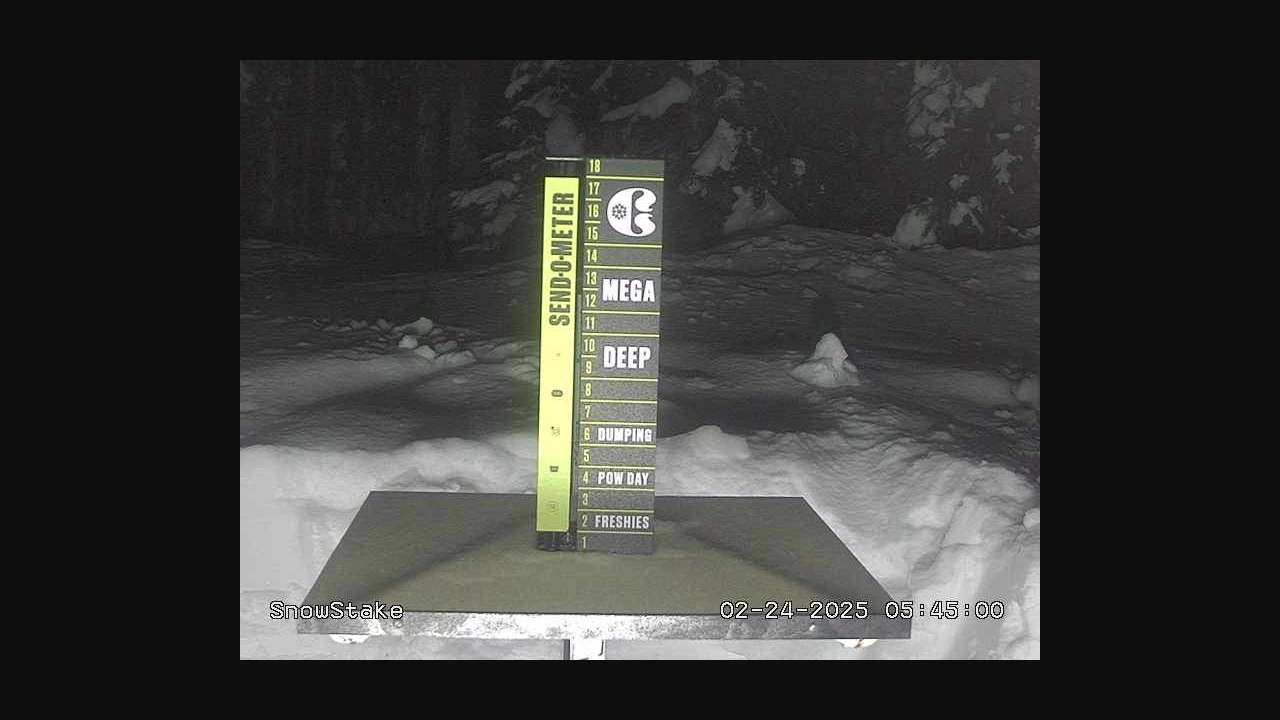 18
17
16
15
14
13
MEGA
12
11
10
DEEP
9
8
7
6 DUMPING
5
4 POW DAY
3
2 FRESHIES
1
SEND-O-METER
SnowStake
02-24-2025 05:45:00